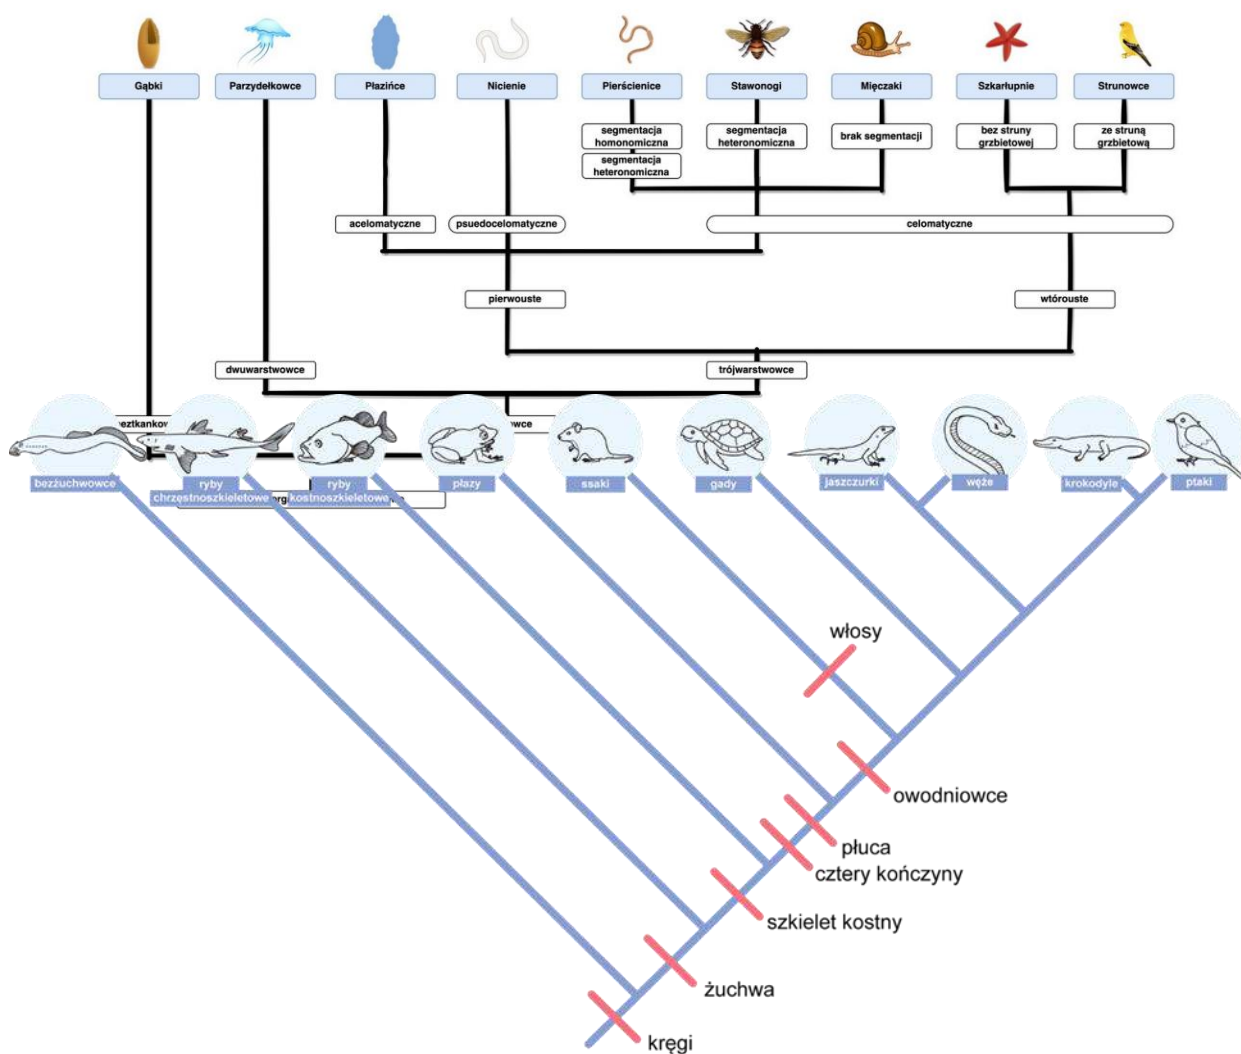 Gąbki
Parzydełkowce
Płazińce
Nicienie
Pierścienice
Stawonogi
Mięczaki
Szkarłupnie
Strunowce
segmentacja
homonomiczna
segmentacja
heteronomiczna
segmentacja
heteronomiczna
brak segmentacji
bez struny
grzbietowej
ze struną
grzbietową
acelomatyczne
psuedocelomatyczne
celomatyczne
pierwouste
wtórouste
dwuwarstwowce
trójwarstwowce
bezżuchwowce
ryby
chrzęstnoszkieletowe
ryby
kostnoszkieletowe
płazy
ssaki
gady
jaszczurki
węże
krokodyle
ptaki
włosy
owodniowce
płuca
cztery kończyny
szkielet kostny
żuchwa
kręgi